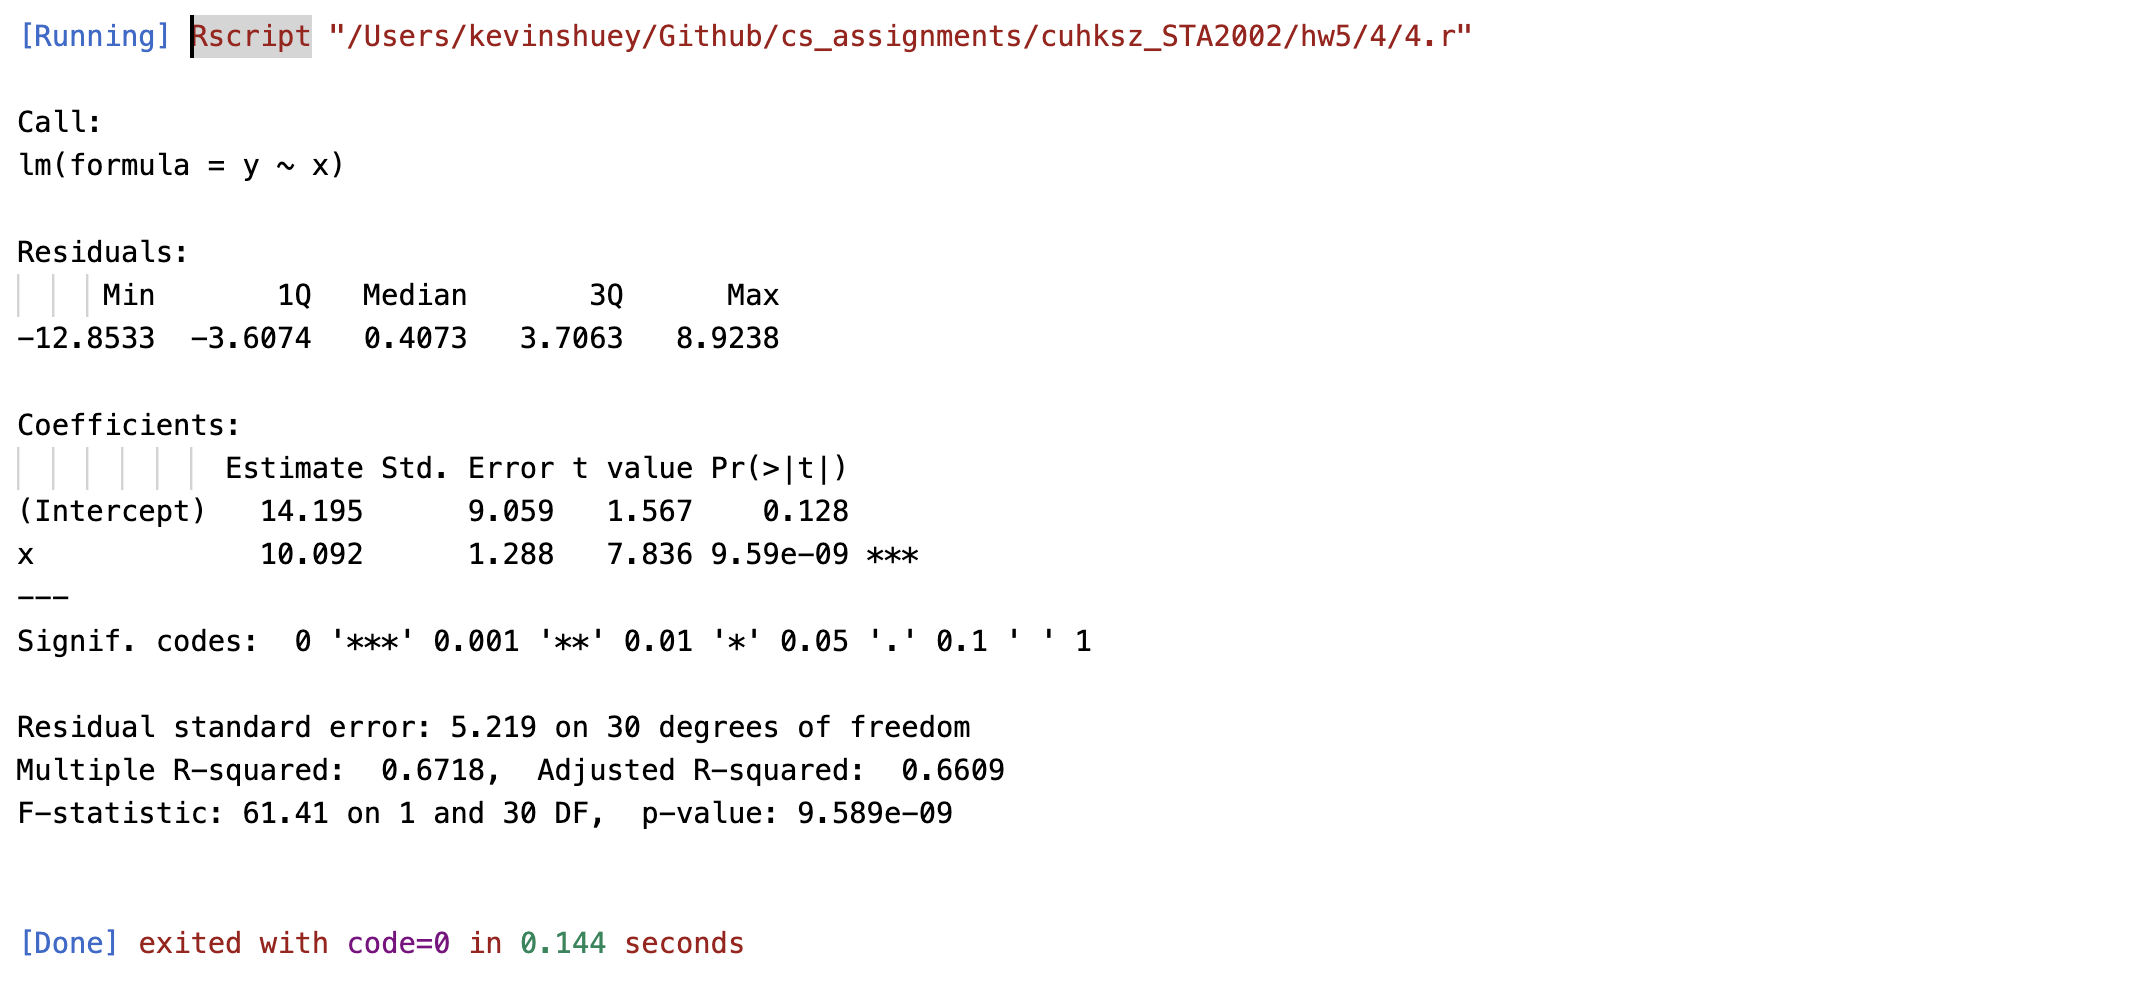 [Running] Rscript "/Users/kevinshuey/Github/cs_assignments/cuhksz_STA2002/hw5/4/4.r"
Call:
lm(formula = y ~ x)
Residuals:
     Min       1Q   Median       3Q      Max
-12.8533  -3.6074   0.4073   3.7063   8.9238
Coefficients:
            Estimate Std. Error t value Pr(>|t|)
(Intercept)   14.195      9.059   1.567    0.128
x             10.092      1.288   7.836 9.59e-09 ***
---
Signif. codes:  0 '***' 0.001 '**' 0.01 '*' 0.05 '.' 0.1 ' ' 1
Residual standard error: 5.219 on 30 degrees of freedom
Multiple R-squared:  0.6718,  Adjusted R-squared:  0.6609
F-statistic: 61.41 on 1 and 30 DF,  p-value: 9.589e-09
[Done] exited with code=0 in 0.144 seconds